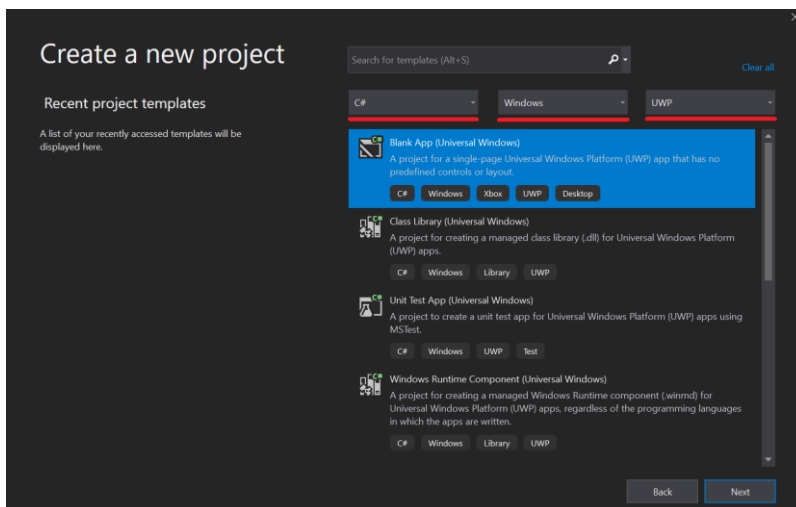 Create a new project
Search for templates (Alt+S)
Clear all
Recent project templates
C#
Windows
UWP
A list of your recently accessed templates will be
displayed here.
Blank App (Universal Windows)
A project for a single-page Universal Windows Platform (UWP) app that has no
predefined controls or layout.
C# Windows Xbox UWP Desktop
Class Library (Universal Windows)
A project for creating a managed class library (.dll) for Universal Windows Platform
(UWP) apps.
C# Windows Library UWP
Unit Test App (Universal Windows)
A project to create a unit test app for Universal Windows Platform (UWP) apps using
MSTest.
C# Windows UWP Test
Windows Runtime Component (Universal Windows)
A project for creating a managed Windows Runtime component (.winmd) for
Universal Windows Platform (UWP) apps, regardless of the programming languages
in which the apps are written.
C# Windows Library UWP
Back
Next